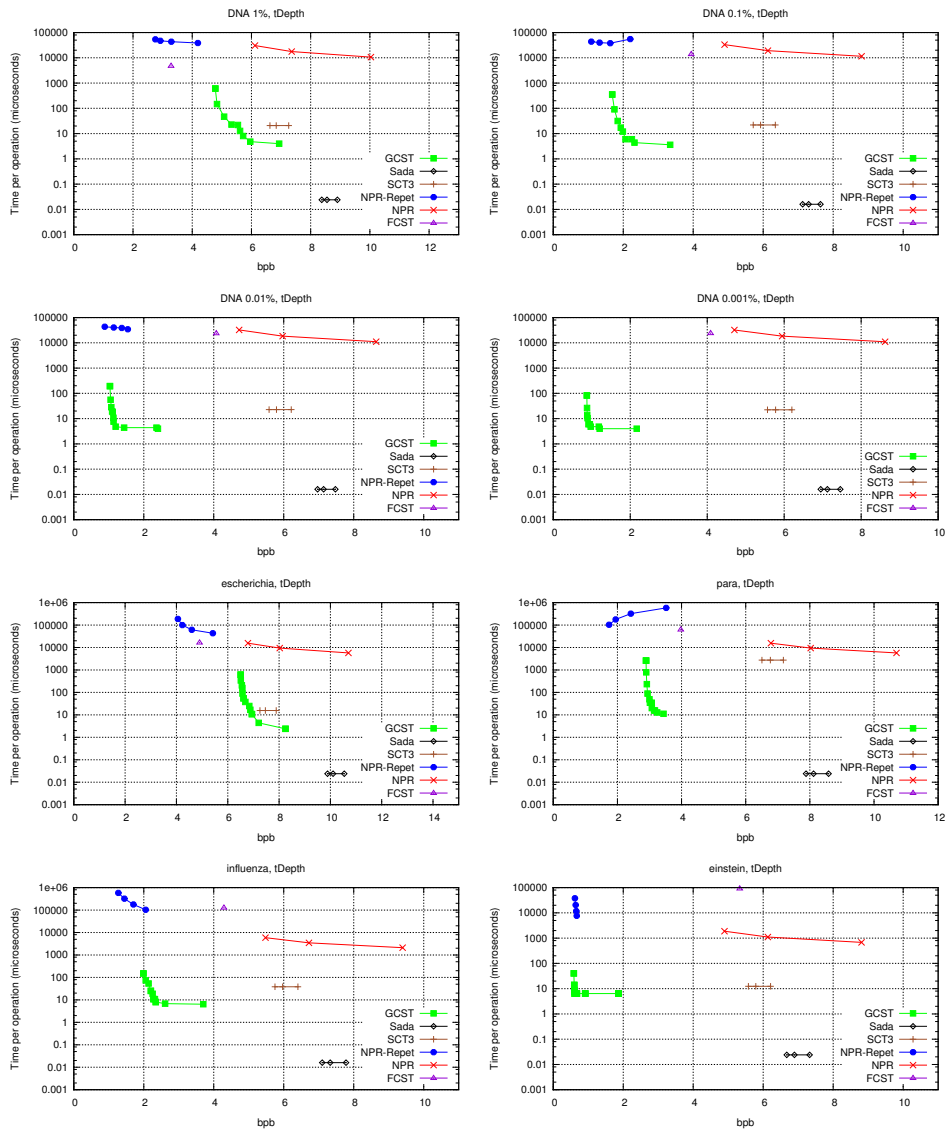 DNA 1%, tDepth
Time per operation (microseconds)
100000
10000
1000
100
10
1
0.1
0.01
0.001
GCST
Sada
SCT3
NPR-Repet
NPR
FCST
0 2 4 6 8 10 12
bpb
DNA 0.1%, tDepth
Time per operation (microseconds)
100000
10000
1000
100
10
1
0.1
0.01
0.001
GCST
Sada
SCT3
NPR-Repet
NPR
FCST
0 2 4 6 8 10
bpb
DNA 0.01%, tDepth
Time per operation (microseconds)
100000
10000
1000
100
10
1
0.1
0.01
0.001
GCST
Sada
SCT3
NPR-Repet
NPR
FCST
0 2 4 6 8 10
bpb
DNA 0.001%, tDepth
Time per operation (microseconds)
100000
10000
1000
100
10
1
0.1
0.01
0.001
GCST
Sada
SCT3
NPR-Repet
NPR
FCST
0 2 4 6 8 10
bpb
escherichia, tDepth
Time per operation (microseconds)
1e+06
100000
10000
1000
100
10
1
0.1
0.01
0.001
GCST
Sada
SCT3
NPR-Repet
NPR
FCST
0 2 4 6 8 10 12 14
bpb
para, tDepth
Time per operation (microseconds)
1e+06
100000
10000
1000
100
10
1
0.1
0.01
0.001
GCST
Sada
SCT3
NPR-Repet
NPR
FCST
0 2 4 6 8 10 12
bpb
influenza, tDepth
Time per operation (microseconds)
1e+06
100000
10000
1000
100
10
1
0.1
0.01
0.001
GCST
Sada
SCT3
NPR-Repet
NPR
FCST
0 2 4 6 8 10
bpb
einstein, tDepth
Time per operation (microseconds)
100000
10000
1000
100
10
1
0.1
0.01
0.001
GCST
Sada
SCT3
NPR-Repet
NPR
FCST
0 2 4 6 8 10
bpb